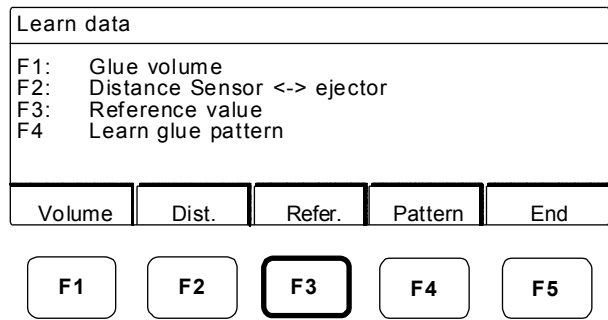 Learn data
F1: Glue volume
F2: Distance Sensor <-> ejector
F3: Reference value
F4 Learn glue pattern
Volume Dist. Refer. Pattern End
F1 F2 F3 F4 F5